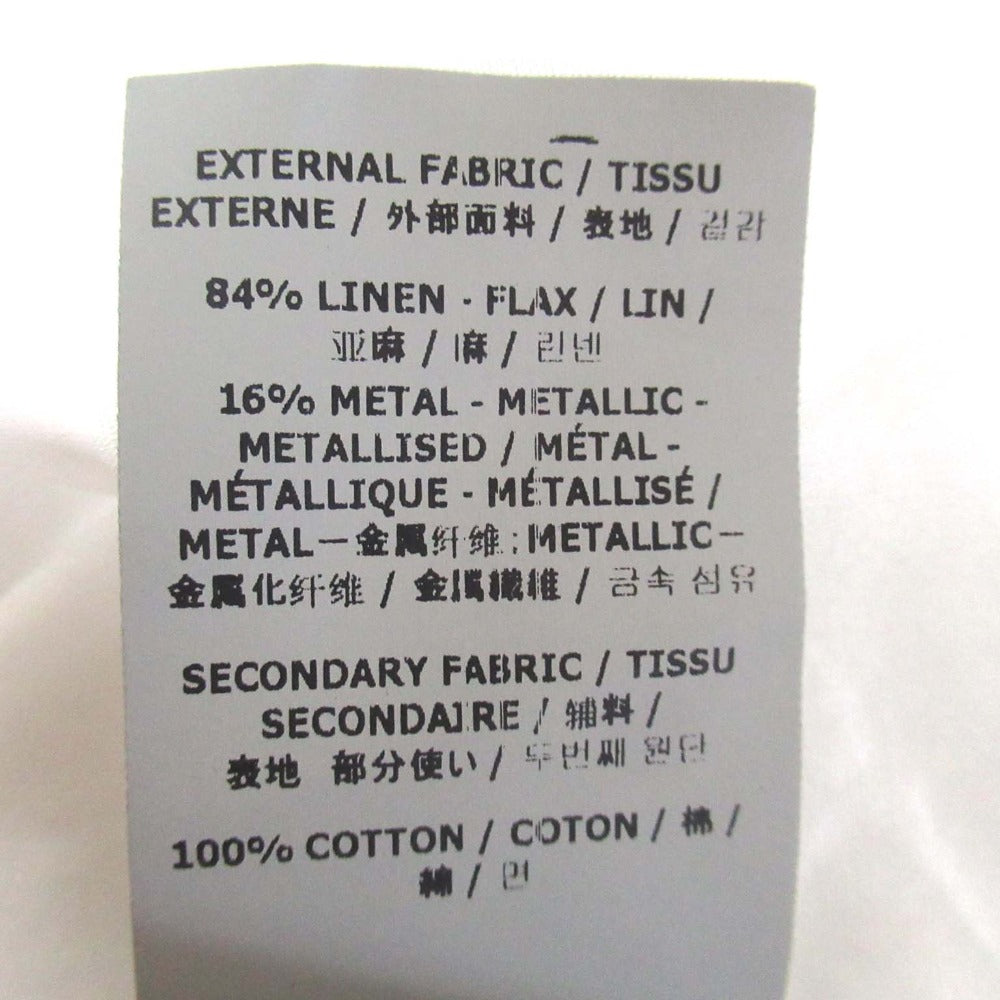 EXTERNAL FABRIC / TISSU
EXTERNE / 外部面料 / 表地 / 겉감
84% LINEN - FLAX / LIN /
亚麻 / 麻 / 린넨
16% METAL - METALLIC -
METALLISED / MÉTAL -
MÉTALLIQUE - MÉTALLISÉ /
METAL—金属纤维;METALLIC—
金属化纤维 / 金属繊維 / 금속 섬유
SECONDARY FABRIC / TISSU
SECONDAIRE / 辅料 /
表地 部分使い / 두번째 원단
100% COTTON / COTON / 棉 /
綿 / 면